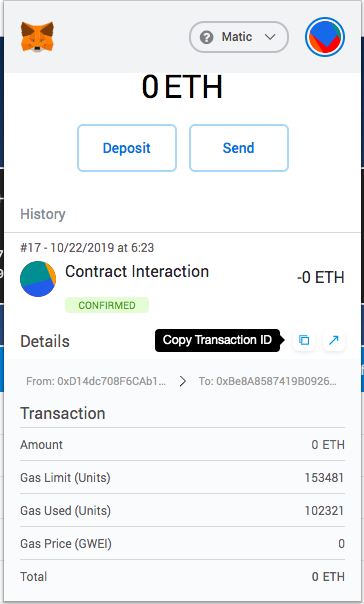 Matic
0 ETH
Deposit
Send
History
#17 - 10/22/2019 at 6:23
Contract Interaction
-0 ETH
CONFIRMED
Details
Copy Transaction ID
From: 0xD14dc708F6CAb1...
To: 0xBe8A8587419B0926...
Transaction
Amount 0 ETH
Gas Limit (Units) 153481
Gas Used (Units) 102321
Gas Price (GWEI) 0
Total 0 ETH